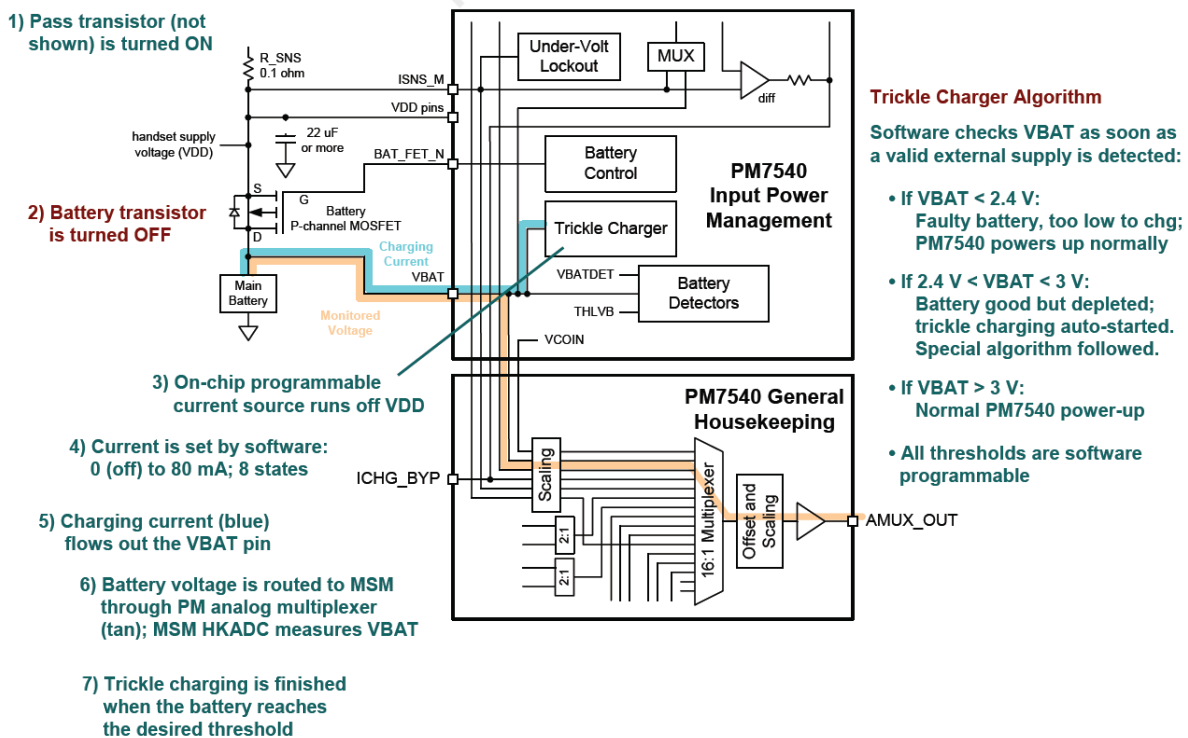 1) Pass transistor (not
shown) is turned ON
R_SNS
0.1 ohm
ISNS_M
VDD pins
handset supply
voltage (VDD)
22 uF
or more
BAT_FET_N
S
G
D
Battery
P-channel MOSFET
2) Battery transistor
is turned OFF
Charging
Current
VBAT
Main
Battery
Monitored
Voltage
Under-Volt
Lockout
MUX
diff
Battery
Control
PM7540
Input Power
Management
Trickle Charger
VBATDET
THLVB
Battery
Detectors
VCOIN
3) On-chip programmable
current source runs off VDD
4) Current is set by software:
0 (off) to 80 mA; 8 states
5) Charging current (blue)
flows out the VBAT pin
6) Battery voltage is routed to MSM
through PM analog multiplexer
(tan); MSM HKADC measures VBAT
7) Trickle charging is finished
when the battery reaches
the desired threshold
PM7540 General
Housekeeping
ICHG_BYP
Scaling
2:1
2:1
16:1 Multiplexer
Offset and
Scaling
AMUX_OUT
Trickle Charger Algorithm
Software checks VBAT as soon as
a valid external supply is detected:
• If VBAT < 2.4 V:
Faulty battery, too low to chg;
PM7540 powers up normally
• If 2.4 V < VBAT < 3 V:
Battery good but depleted;
trickle charging auto-started.
Special algorithm followed.
• If VBAT > 3 V:
Normal PM7540 power-up
• All thresholds are software
programmable